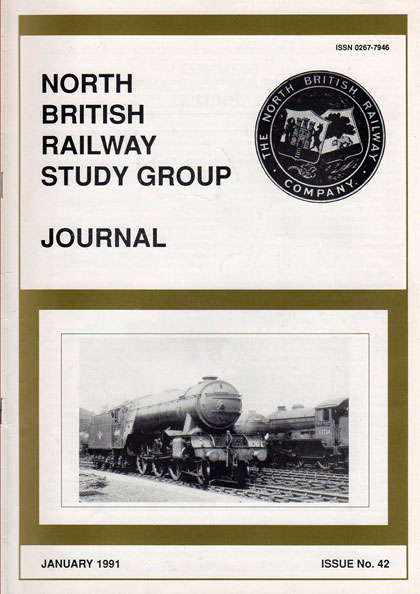 ISSN 0267-7946
NORTH
BRITISH
RAILWAY
STUDY GROUP
JOURNAL
· THE NORTH BRITISH RAILWAY ·
COMPANY.
JANUARY 1991
ISSUE No. 42